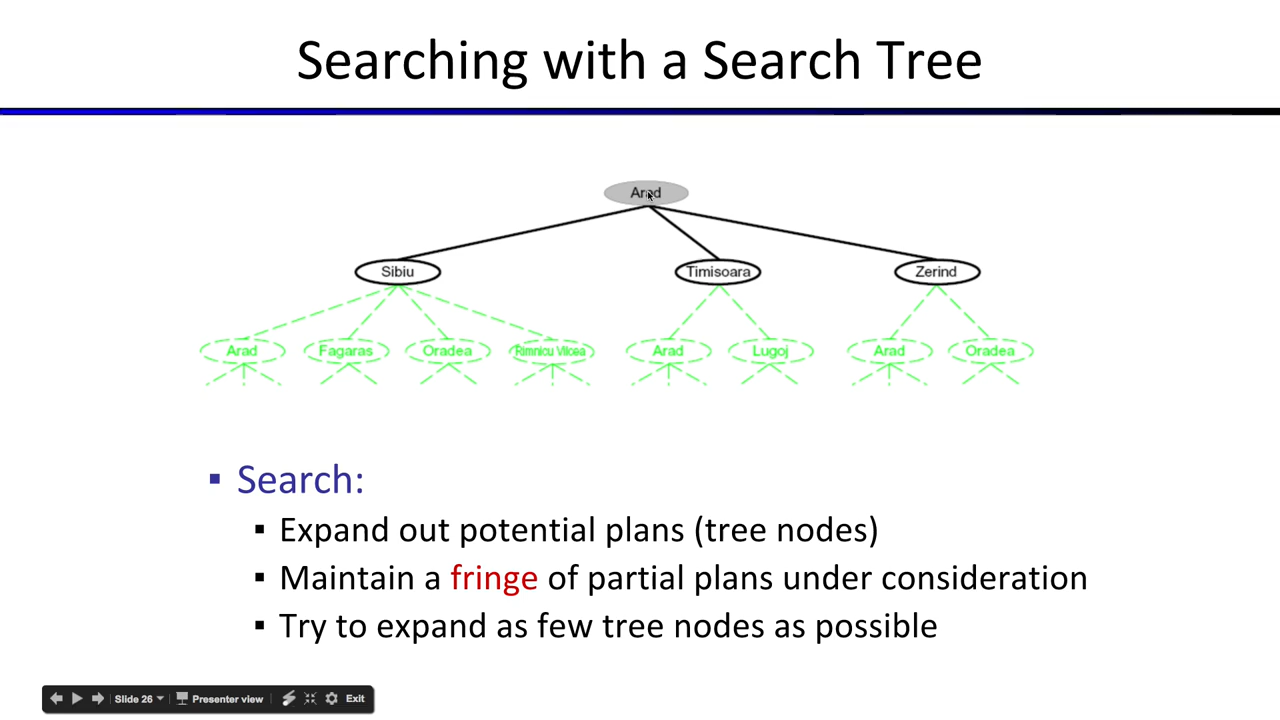 Searching with a Search Tree
Arad
Sibiu Timisoara Zerind
Arad Fagaras Oradea Rimnicu Vilcea Arad Lugoj Arad Oradea
▪ Search:
▪ Expand out potential plans (tree nodes)
▪ Maintain a fringe of partial plans under consideration
▪ Try to expand as few tree nodes as possible
Slide 26 Presenter view Exit